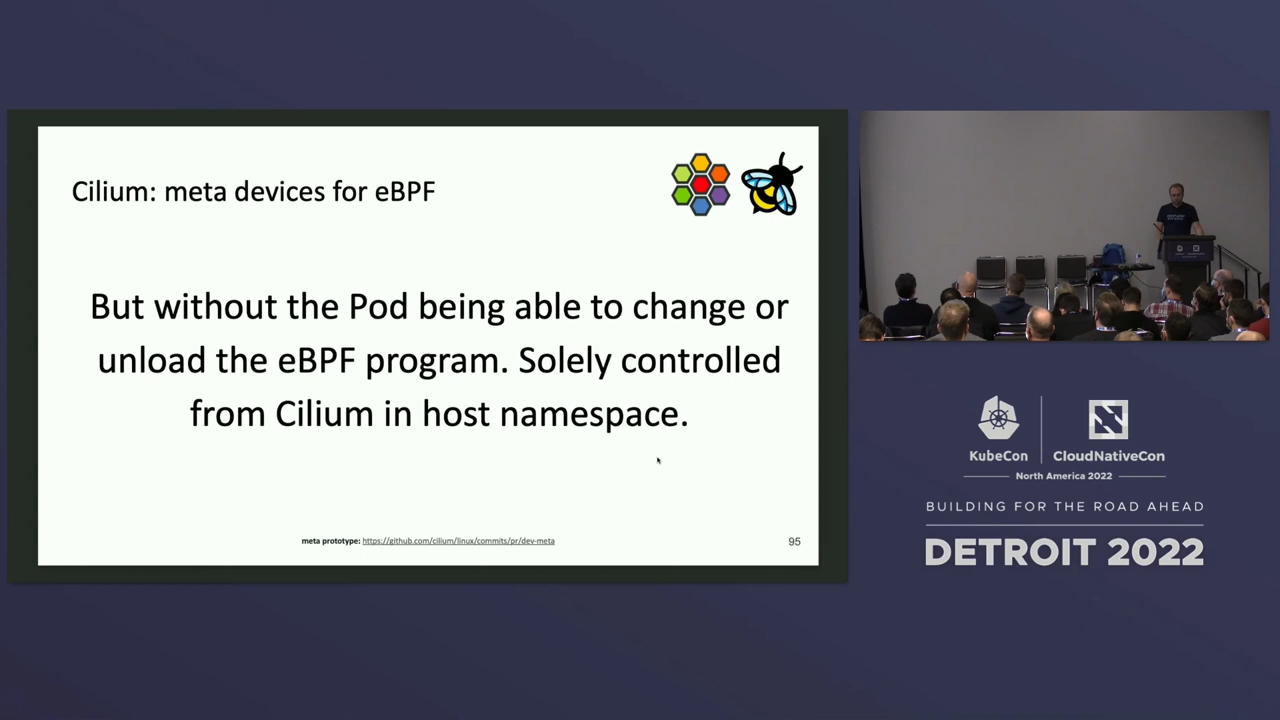 Cilium: meta devices for eBPF
But without the Pod being able to change or
unload the eBPF program. Solely controlled
from Cilium in host namespace.
meta prototype: https://github.com/cilium/linux/commits/pr/dev-meta
95
KubeCon
CloudNativeCon
North America 2022
BUILDING FOR THE ROAD AHEAD
DETROIT 2022